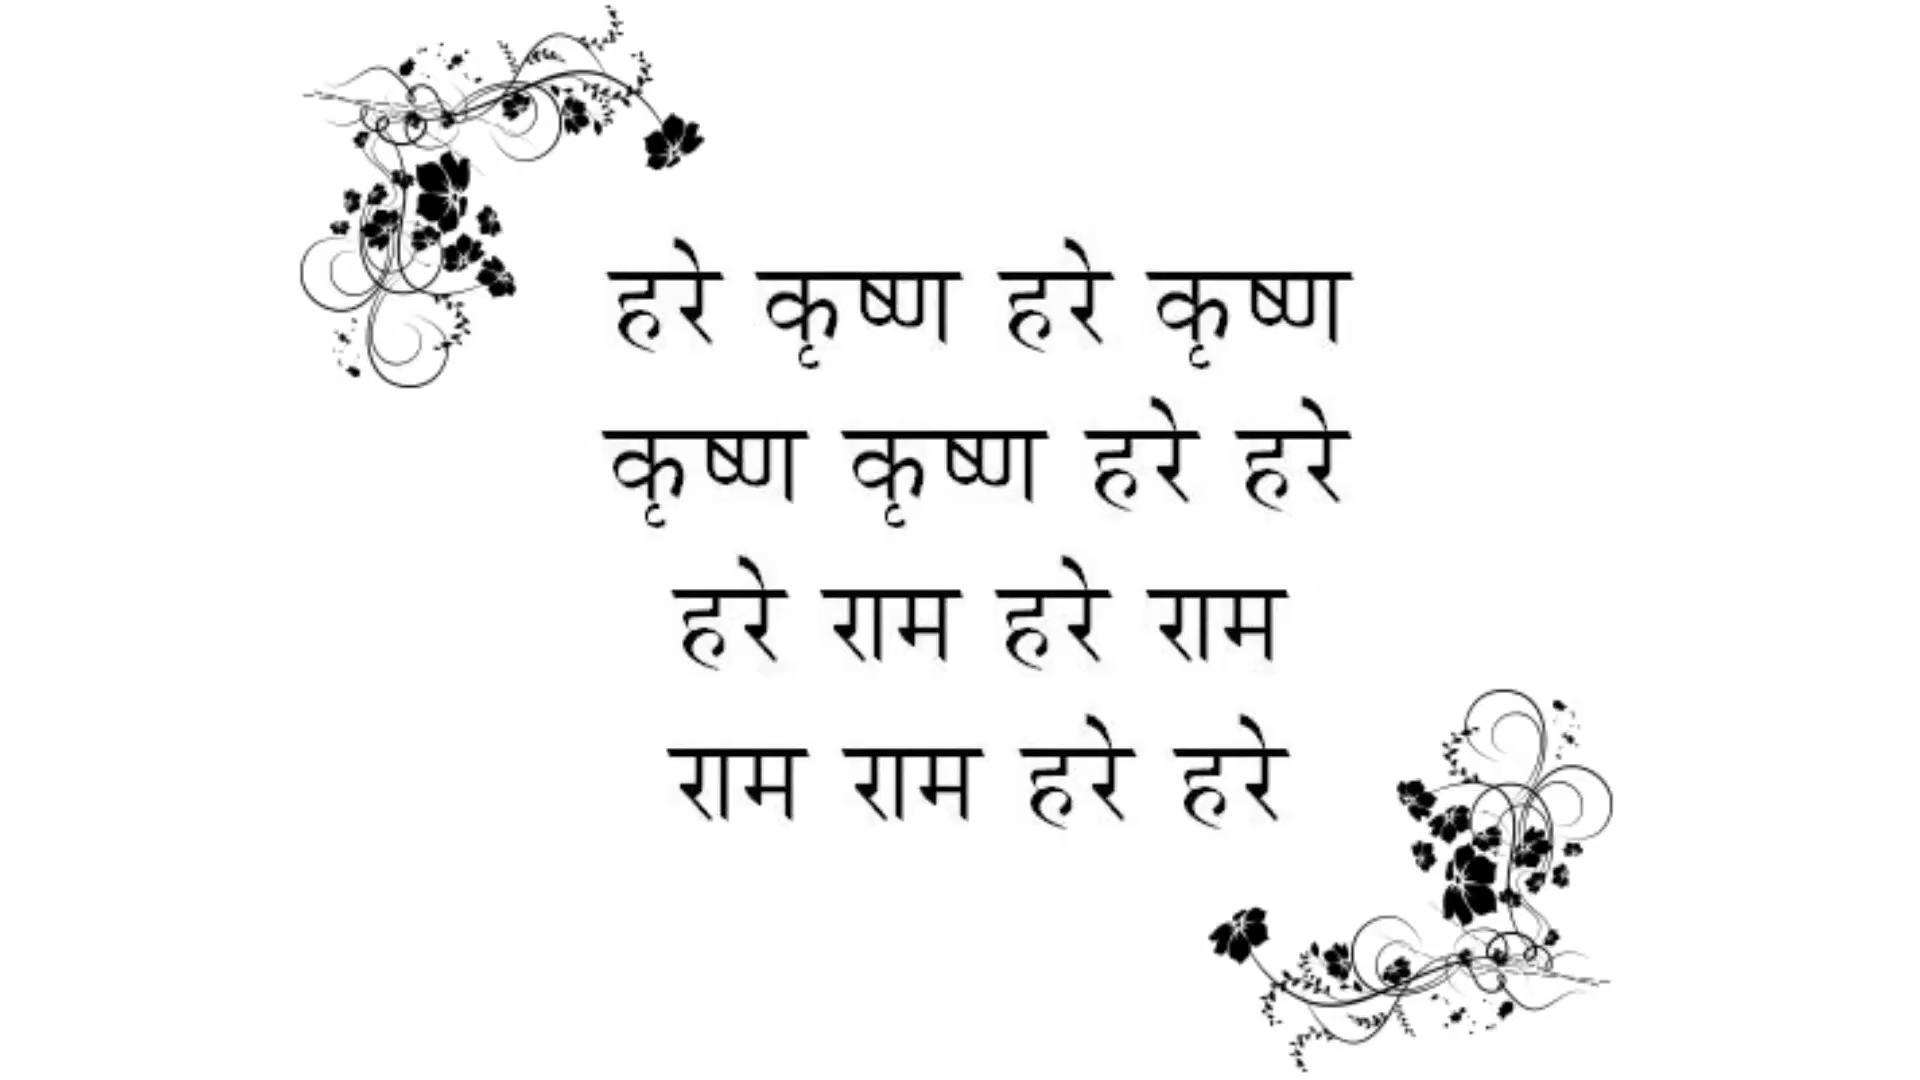 हरे कृष्ण हरे कृष्ण
कृष्ण कृष्ण हरे हरे
हरे राम हरे राम
राम राम हरे हरे